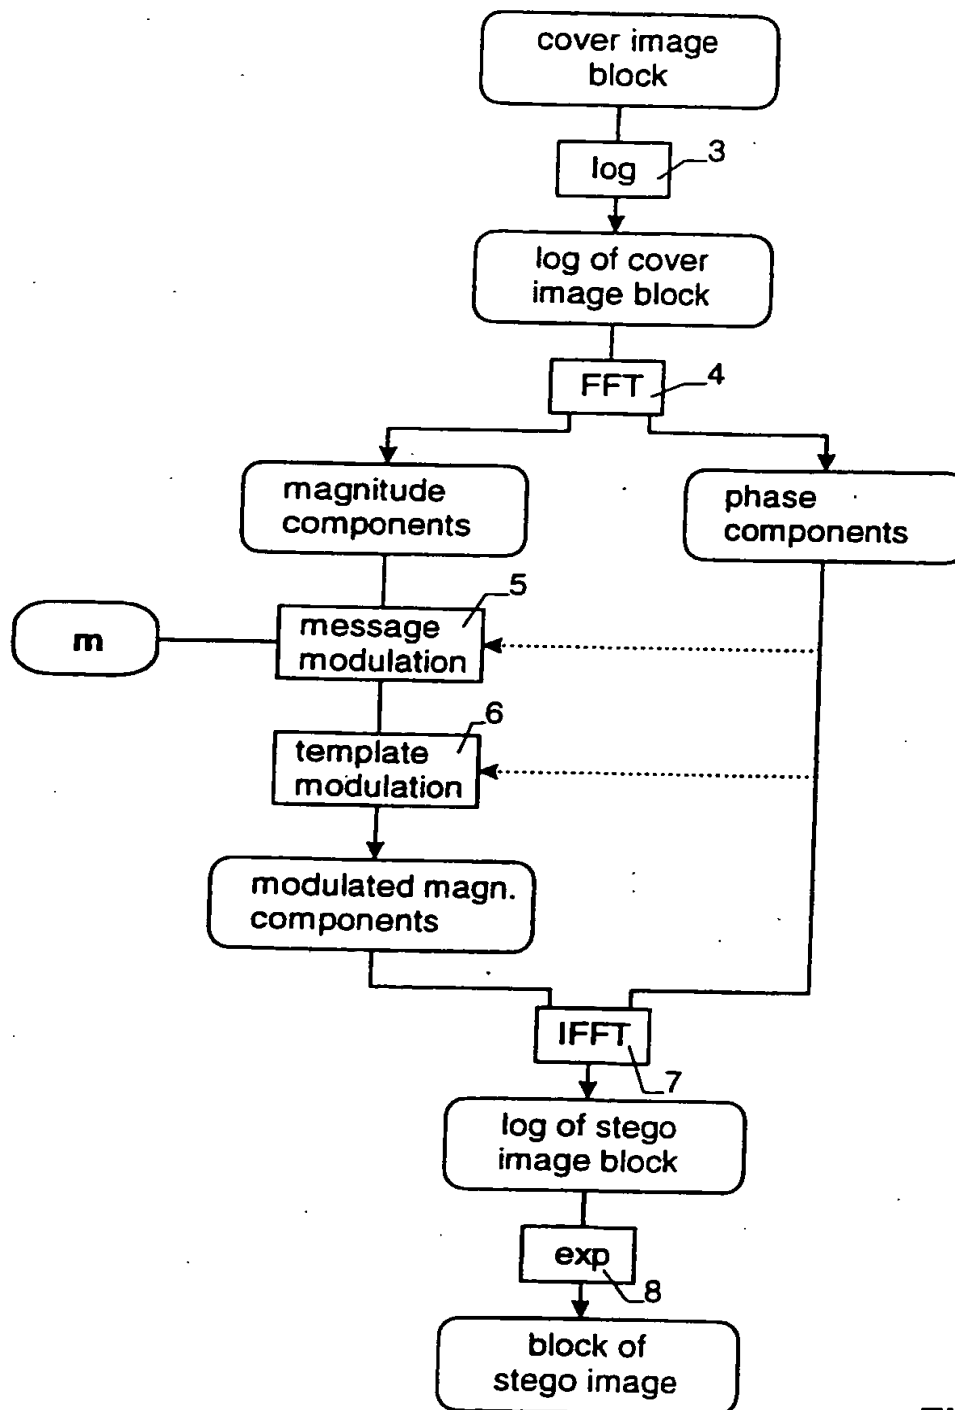 cover image
block
log
3
log of cover
image block
FFT
4
magnitude
components
phase
components
m
message
modulation
5
template
modulation
6
modulated magn.
components
IFFT
7
log of stego
image block
exp
8
block of
stego image